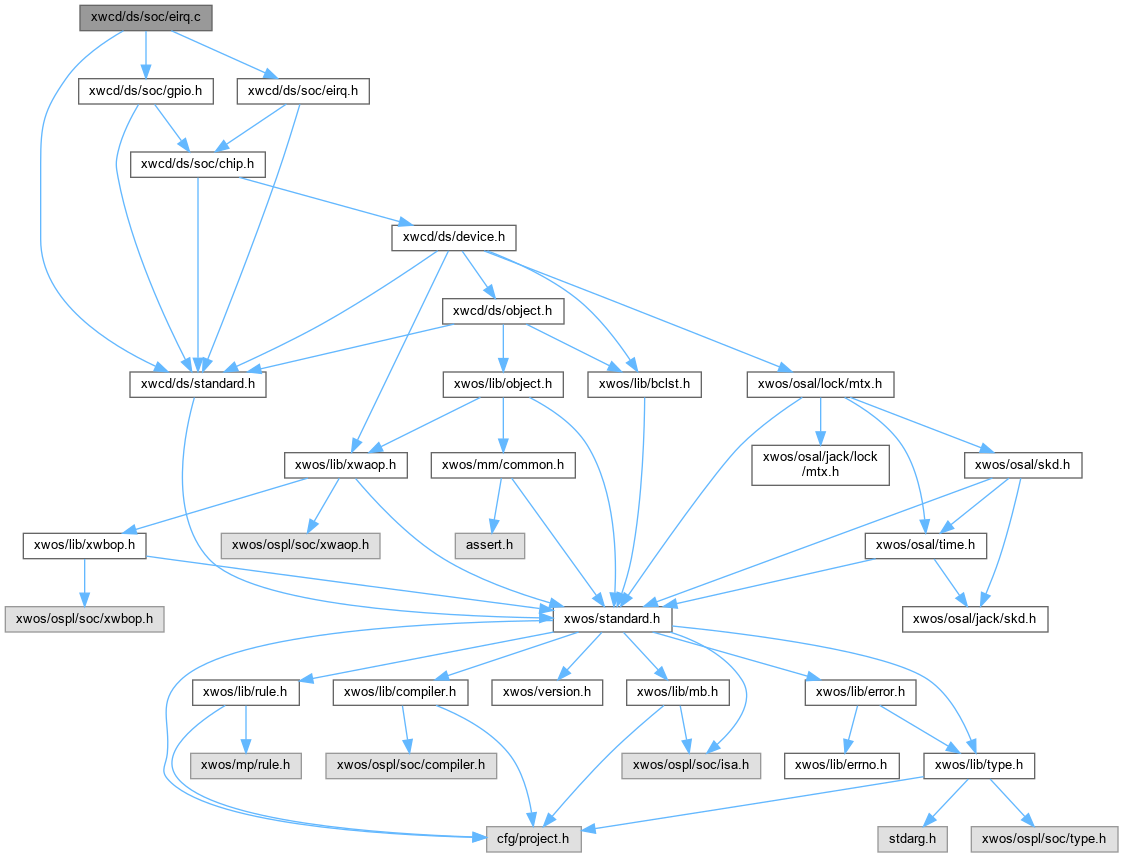 xwcd/ds/soc/eirq.c
xwcd/ds/soc/gpio.h
xwcd/ds/soc/eirq.h
xwcd/ds/soc/chip.h
xwcd/ds/device.h
xwcd/ds/object.h
xwcd/ds/standard.h
xwos/lib/object.h
xwos/lib/bclst.h
xwos/osal/lock/mtx.h
xwos/lib/xwaop.h
xwos/mm/common.h
xwos/osal/jack/lock
/mtx.h
xwos/osal/skd.h
xwos/lib/xwbop.h
xwos/ospl/soc/xwaop.h
assert.h
xwos/osal/time.h
xwos/ospl/soc/xwbop.h
xwos/standard.h
xwos/osal/jack/skd.h
xwos/lib/rule.h
xwos/lib/compiler.h
xwos/version.h
xwos/lib/mb.h
xwos/lib/error.h
xwos/mp/rule.h
xwos/ospl/soc/compiler.h
xwos/ospl/soc/isa.h
xwos/lib/errno.h
xwos/lib/type.h
cfg/project.h
stdarg.h
xwos/ospl/soc/type.h